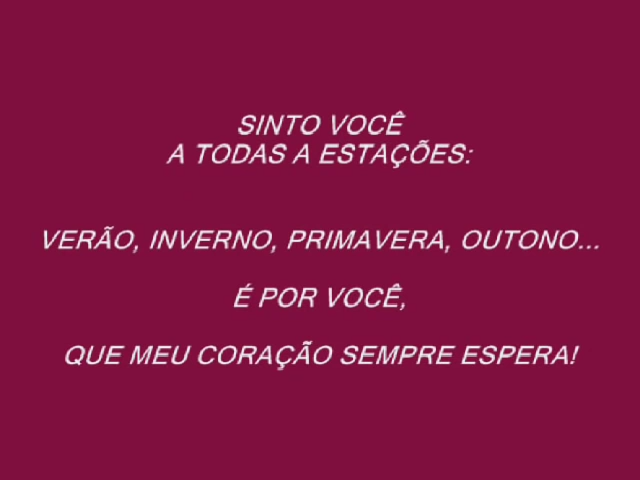 SINTO VOCÊ
A TODAS A ESTAÇÕES:
VERÃO, INVERNO, PRIMAVERA, OUTONO...
É POR VOCÊ,
QUE MEU CORAÇÃO SEMPRE ESPERA!